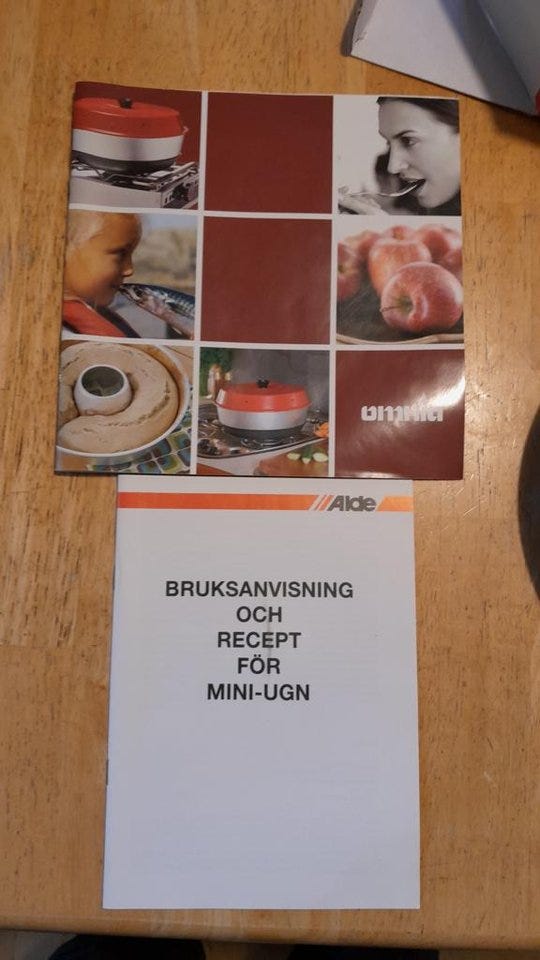 omnia
Alde
BRUKSANVISNING
OCH
RECEPT
FÖR
MINI-UGN